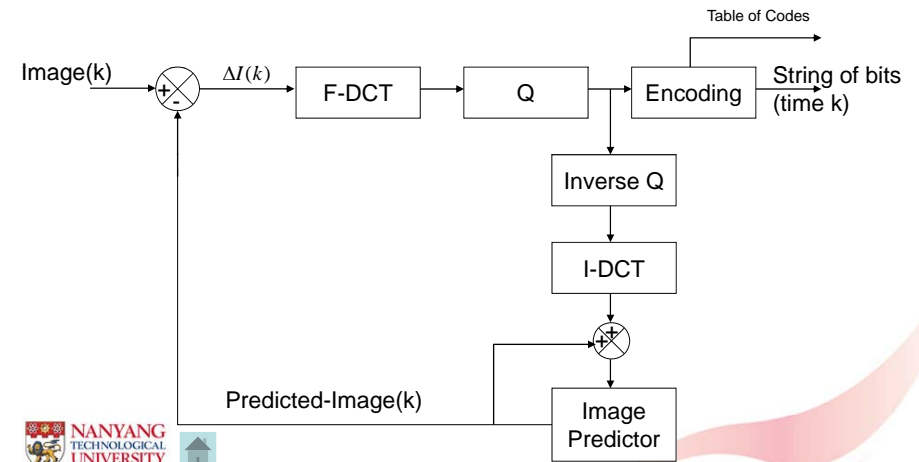 Table of Codes
Image(k)
+
-
ΔI(k)
F-DCT
Q
Encoding
String of bits
(time k)
Inverse Q
I-DCT
+
+
Predicted-Image(k)
Image
Predictor
NANYANG
TECHNOLOGICAL
UNIVERSITY